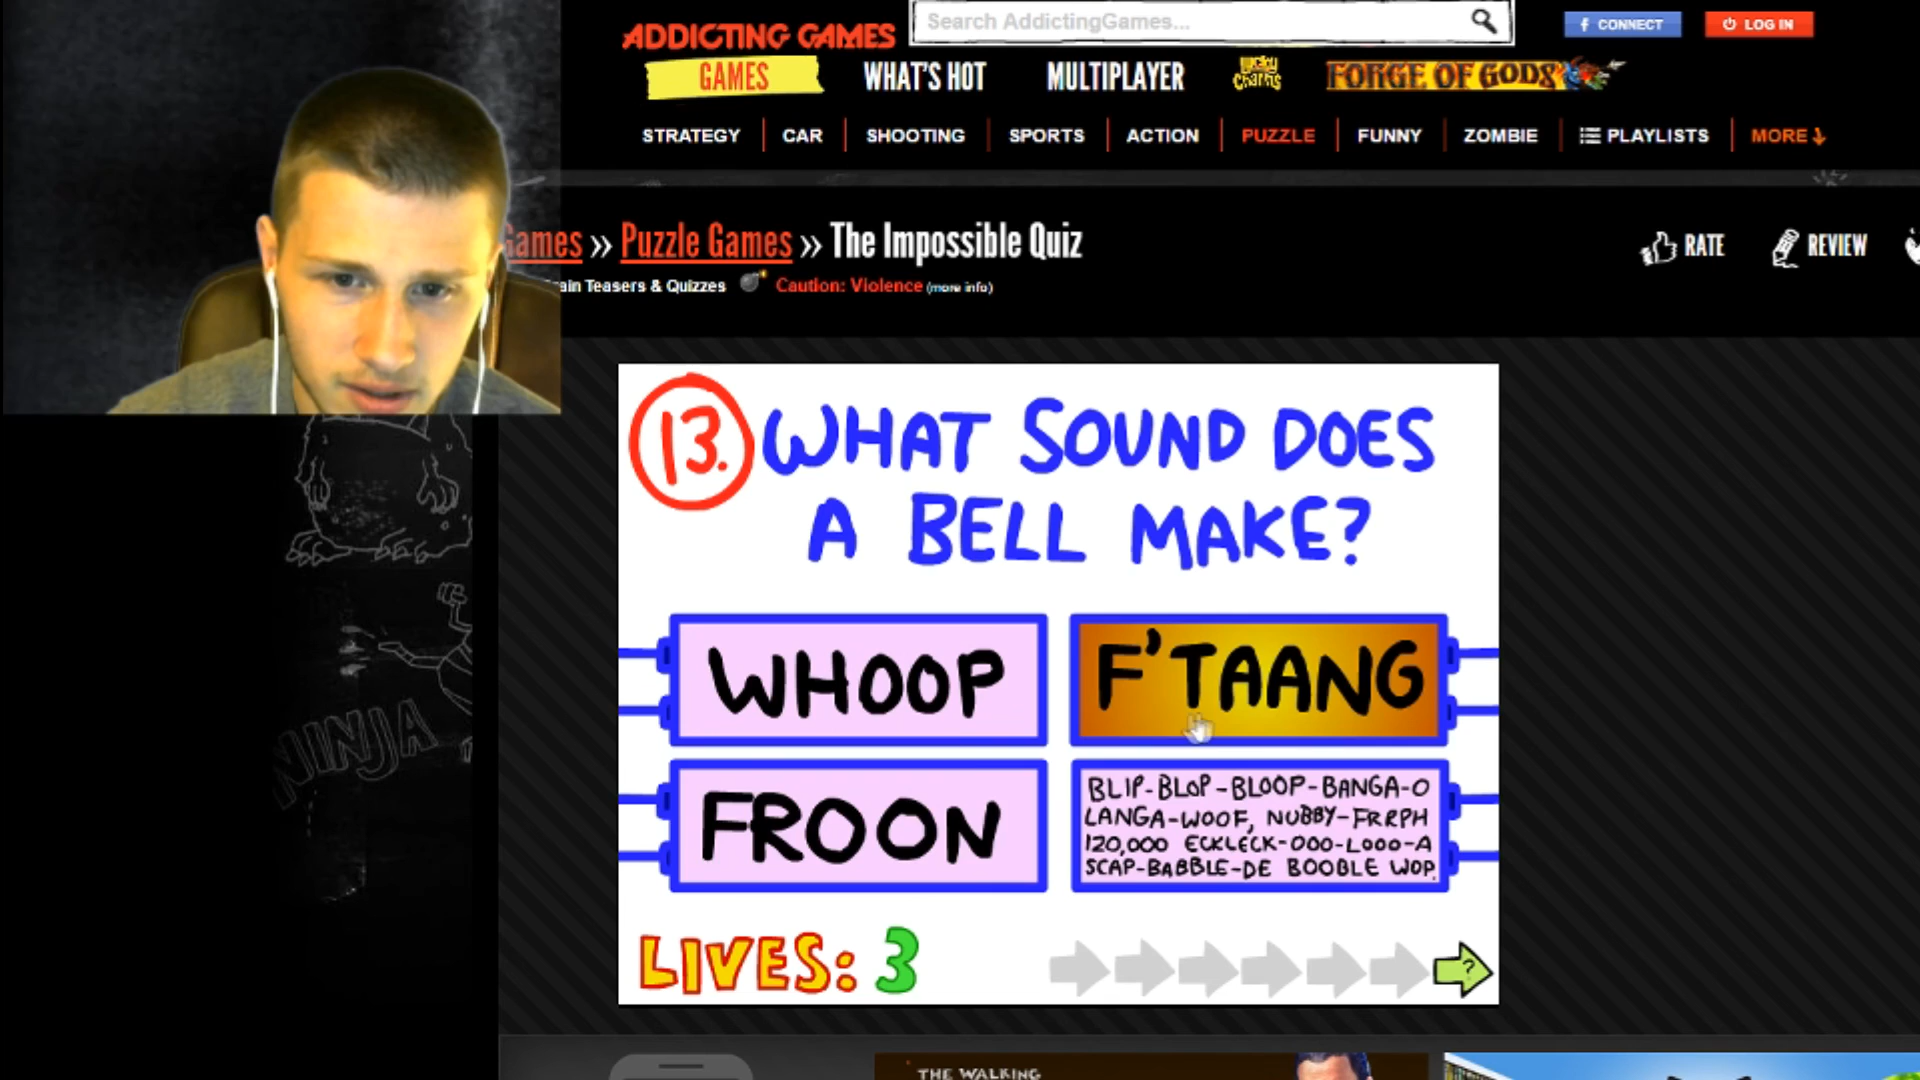 ADDICTING GAMES
Search AddictingGames...
f CONNECT
LOG IN
GAMES
WHAT'S HOT
MULTIPLAYER
Lucky Charms
FORGE OF GODS
STRATEGY
CAR
SHOOTING
SPORTS
ACTION
PUZZLE
FUNNY
ZOMBIE
PLAYLISTS
MORE
Games » Puzzle Games » The Impossible Quiz
RATE
REVIEW
Teasers & Quizzes
Caution: Violence (more info)
13. WHAT SOUND DOES
A BELL MAKE?
WHOOP
F'TAANG
FROON
BLIP-BLOP-BLOOP-BANGA-O
LANGA-WOOF, NUBBY-FRRPH
120,000 ECKLECK-OOO-LOOO-A
SCAP-BABBLE-DE BOOBLE WOP.
LIVES: 3
?
NINJA
THE WALKING